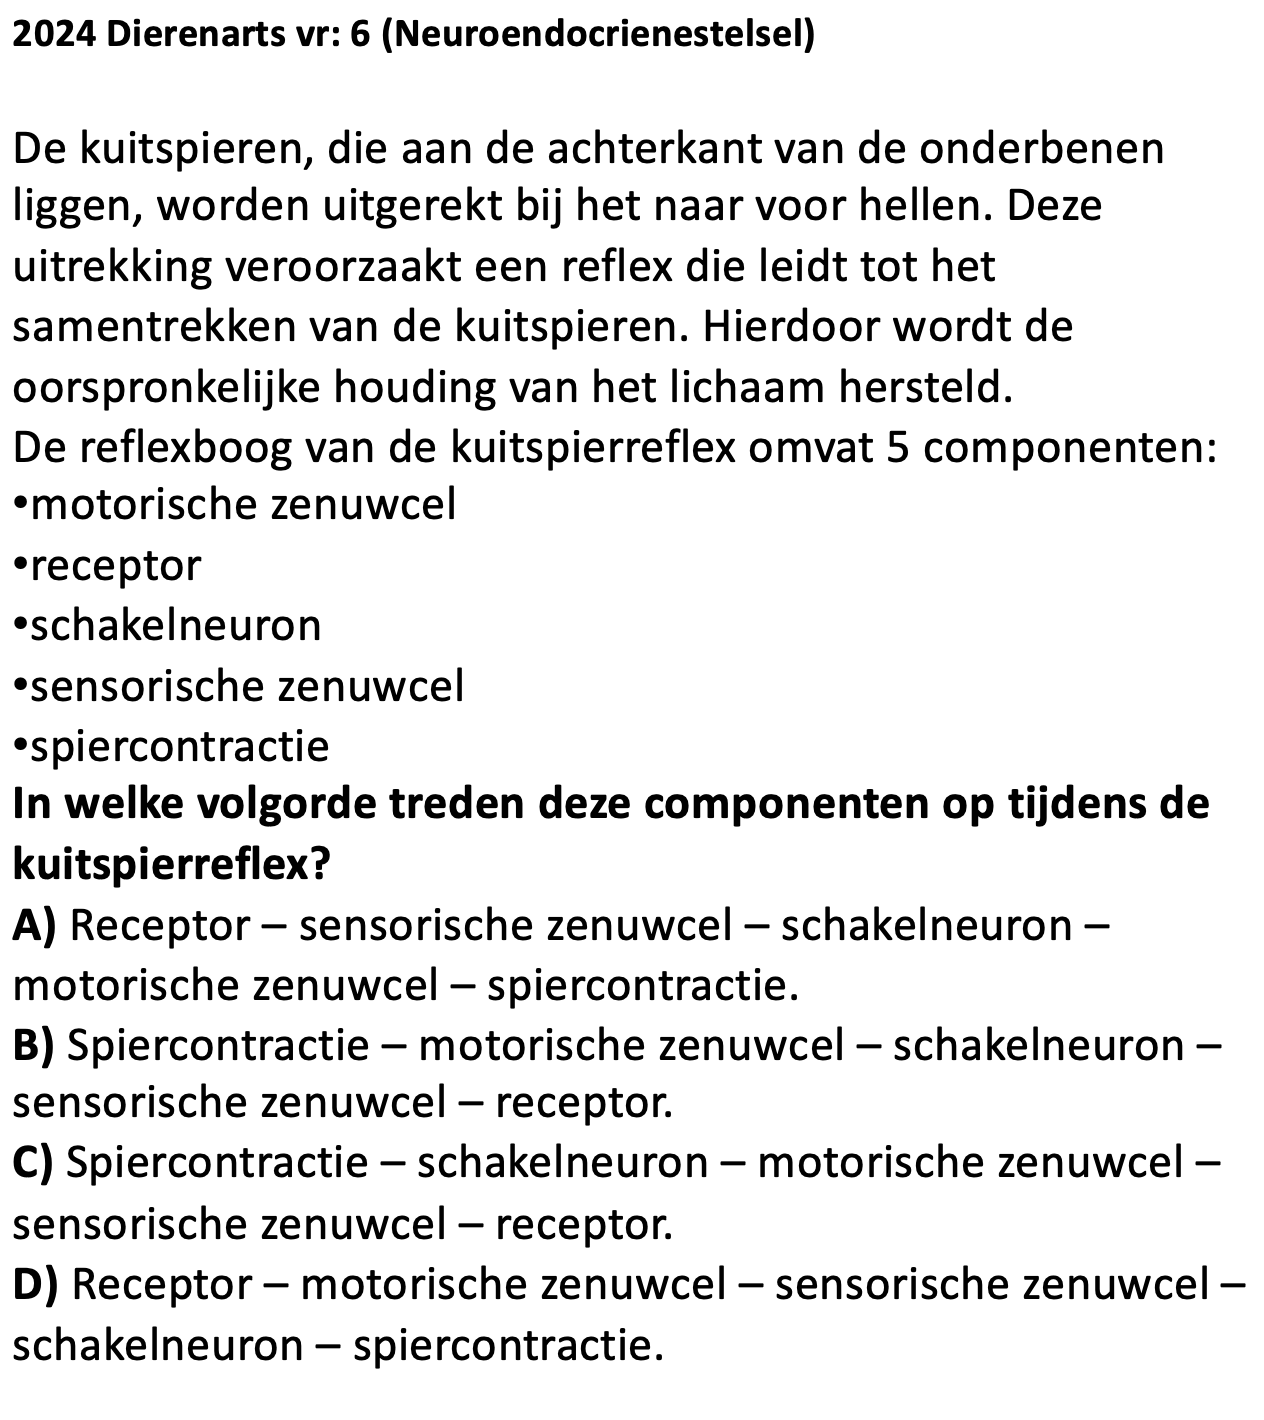 2024 Dierenarts vr: 6 (Neuroendocrienestelsel)
De kuitspieren, die aan de achterkant van de onderbenen
liggen, worden uitgerekt bij het naar voor hellen. Deze
uitrekking veroorzaakt een reflex die leidt tot het
samentrekken van de kuitspieren. Hierdoor wordt de
oorspronkelijke houding van het lichaam hersteld.
De reflexboog van de kuitspierreflex omvat 5 componenten:
•motorische zenuwcel
•receptor
•schakelneuron
•sensorische zenuwcel
•spiercontractie
In welke volgorde treden deze componenten op tijdens de
kuitspierreflex?
A) Receptor – sensorische zenuwcel – schakelneuron –
motorische zenuwcel – spiercontractie.
B) Spiercontractie – motorische zenuwcel – schakelneuron –
sensorische zenuwcel – receptor.
C) Spiercontractie – schakelneuron – motorische zenuwcel –
sensorische zenuwcel – receptor.
D) Receptor – motorische zenuwcel – sensorische zenuwcel –
schakelneuron – spiercontractie.